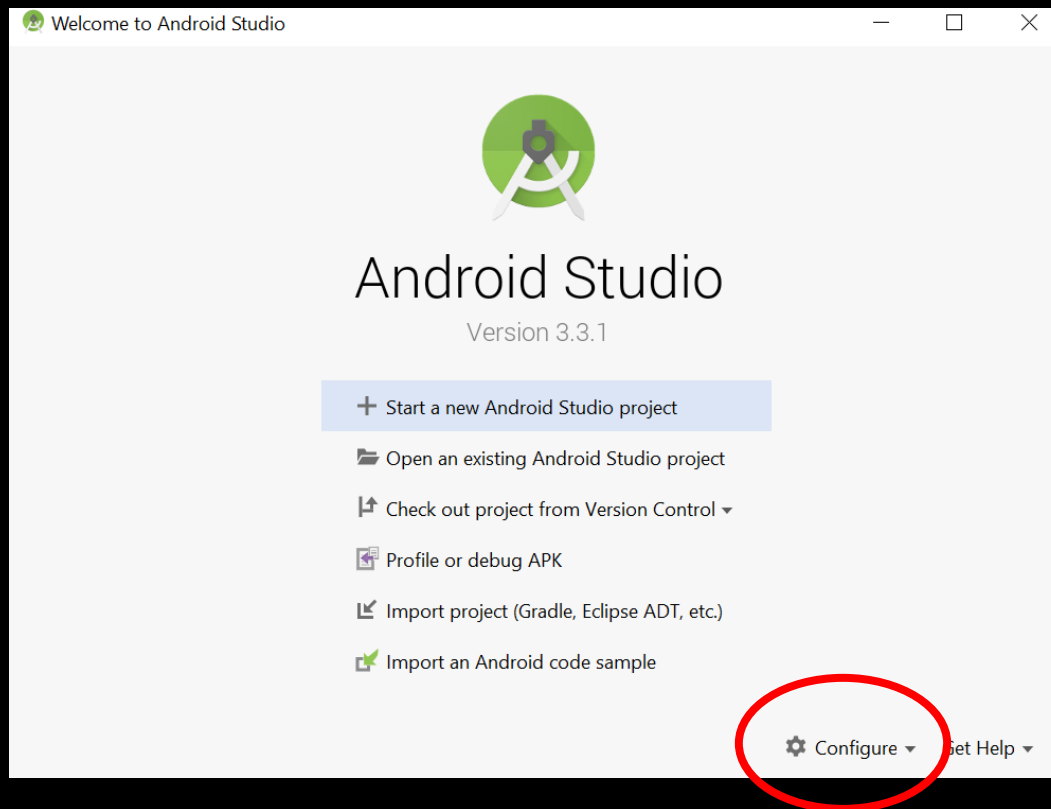 Welcome to Android Studio
Android Studio
Version 3.3.1
Start a new Android Studio project
Open an existing Android Studio project
Check out project from Version Control
Profile or debug APK
Import project (Gradle, Eclipse ADT, etc.)
Import an Android code sample
Configure Get Help